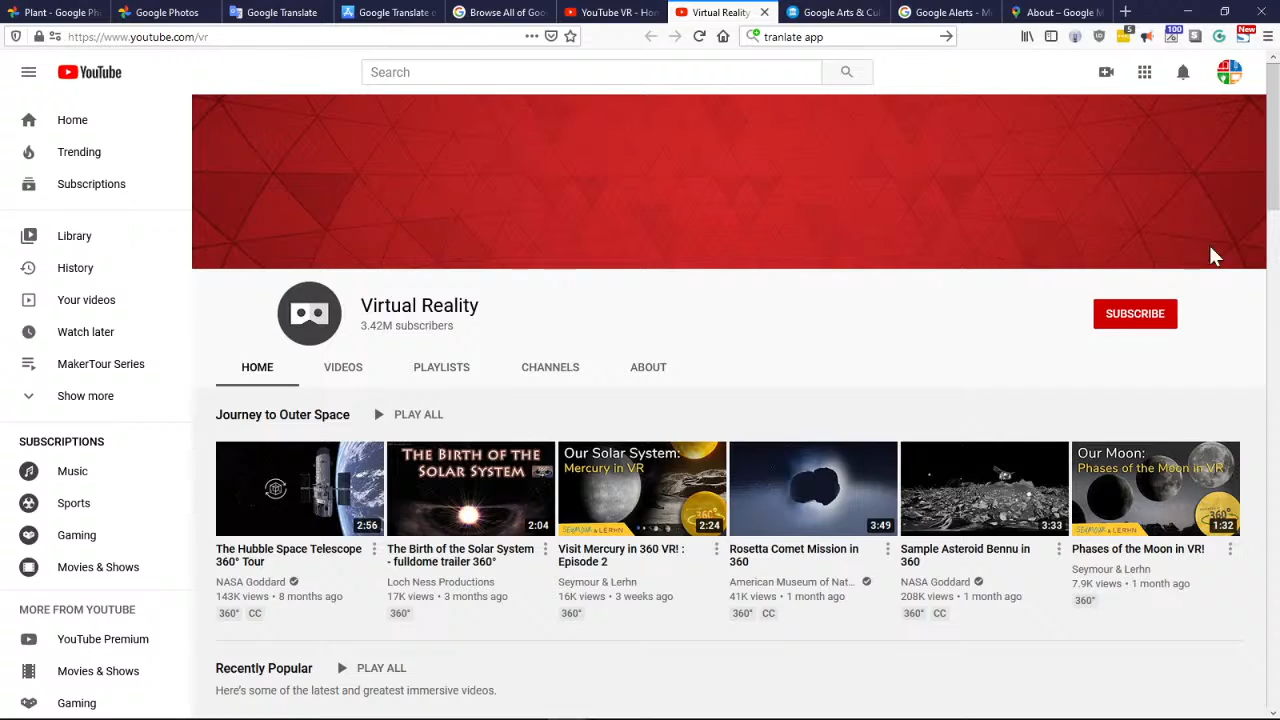 Plant - Google Ph
Google Photos
Google Translate
Google Translate o
Browse All of Goo
YouTube VR - Hon
Virtual Reality
Google Arts & Cul
Google Alerts - M
About – Google M
https://www.youtube.com/vr
tranlate app
5
100
New
YouTube
Search
Home
Trending
Subscriptions
Library
History
Your videos
Watch later
MakerTour Series
Show more
SUBSCRIPTIONS
Music
Sports
Gaming
Movies & Shows
MORE FROM YOUTUBE
YouTube Premium
Movies & Shows
Gaming
Virtual Reality
3.42M subscribers
SUBSCRIBE
HOME VIDEOS PLAYLISTS CHANNELS ABOUT
Journey to Outer Space PLAY ALL
2:56
The Hubble Space Telescope
360° Tour
NASA Goddard
143K views • 8 months ago
360° CC
THE BIRTH OF THE
SOLAR SYSTEM
2:04
The Birth of the Solar System
- fulldome trailer 360°
Loch Ness Productions
17K views • 3 months ago
360°
Our Solar System:
Mercury in VR
360°
SEYMOUR & LERHN
2:24
Visit Mercury in 360 VR! :
Episode 2
Seymour & Lerhn
16K views • 3 weeks ago
360°
3:49
Rosetta Comet Mission in
360
American Museum of Nat...
41K views • 1 month ago
360° CC
3:33
Sample Asteroid Bennu in
360
NASA Goddard
208K views • 1 month ago
360° CC
Our Moon:
Phases of the Moon in VR
360°
SEYMOUR & LERHN
1:32
Phases of the Moon in VR!
Seymour & Lerhn
7.9K views • 1 month ago
360°
Recently Popular PLAY ALL
Here's some of the latest and greatest immersive videos.